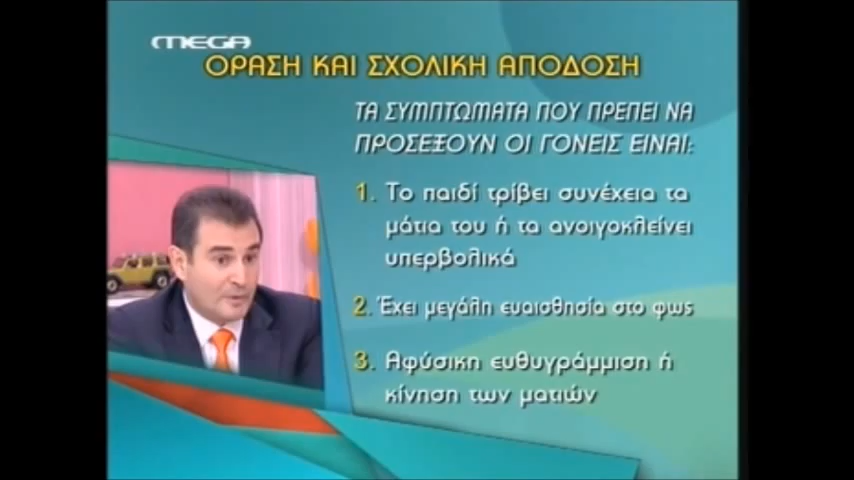 MEGA
ΟΡΑΣΗ ΚΑΙ ΣΧΟΛΙΚΗ ΑΠΟΔΟΣΗ
ΤΑ ΣΥΜΠΤΩΜΑΤΑ ΠΟΥ ΠΡΕΠΕΙ ΝΑ
ΠΡΟΣΕΞΟΥΝ ΟΙ ΓΟΝΕΙΣ ΕΙΝΑΙ:
1. Το παιδί τρίβει συνέχεια τα
μάτια του ή τα ανοιγοκλείνει
υπερβολικά
2. Έχει μεγάλη ευαισθησία στο φως
3. Αφύσικη ευθυγράμμιση ή
κίνηση των ματιών